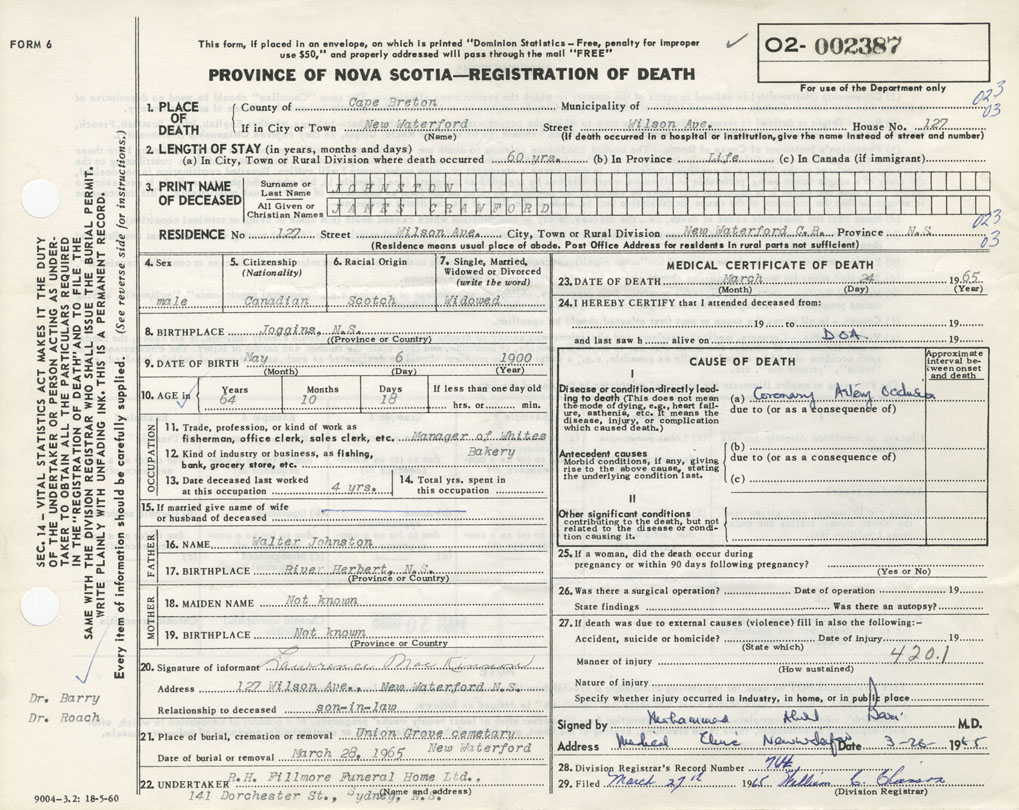 FORM 6
This form, if placed in an envelope, on which is printed "Dominion Statistics - Free, penalty for improper
use $50," and properly addressed will pass through the mail "FREE"
O2- 002387
For use of the Department only
PROVINCE OF NOVA SCOTIA—REGISTRATION OF DEATH
023
03
1. PLACE OF DEATH
County of Cape Breton Municipality of
If in City or Town New Waterford Street Wilson Ave. House No. 127
(Name) (If death occurred in a hospital or institution, give the name instead of street and number)
2. LENGTH OF STAY (in years, months and days)
(a) In City, Town or Rural Division where death occurred 60 yrs. (b) In Province Life (c) In Canada (if immigrant)
3. PRINT NAME OF DECEASED
Surname or Last Name JOHNSTON
All Given or Christian Names JAMES CRAWFORD
023
03
RESIDENCE No 127 Street Wilson Ave. City, Town or Rural Division New Waterford C.B. Province N.S.
(Residence means usual place of abode. Post Office Address for residents in rural parts not sufficient)
4. Sex
male
5. Citizenship
(Nationality)
Canadian
6. Racial Origin
Scotch
7. Single, Married,
Widowed or Divorced
(write the word)
Widowed
8. BIRTHPLACE Joggins, N.S.
(Province or Country)
9. DATE OF BIRTH May 6 1900
(Month) (Day) (Year)
10. AGE in
Years Months Days If less than one day old
64 10 18 hrs. or min.
OCCUPATION
11. Trade, profession, or kind of work as
fisherman, office clerk, sales clerk, etc. Manager of Whites
12. Kind of industry or business, as fishing,
bank, grocery store, etc. Bakery
13. Date deceased last worked
at this occupation 4 yrs.
14. Total yrs. spent in
this occupation
15. If married give name of wife
or husband of deceased
FATHER
16. NAME Walter Johnston
17. BIRTHPLACE River Herbert, N.S.
(Province or Country)
MOTHER
18. MAIDEN NAME Not known
19. BIRTHPLACE Not known
(Province or Country)
20. Signature of informant Lawrence MacKinnon
Address 127 Wilson Ave., New Waterford N.S.
Relationship to deceased son-in-law
21. Place of burial, cremation or removal Union Grove cemetary
New Waterford
Date of burial or removal March 28, 1965
22. UNDERTAKER R.H. Fillmore Funeral Home Ltd.,
141 Dorchester St., Sydney, N.S.
(Name and address)
MEDICAL CERTIFICATE OF DEATH
23. DATE OF DEATH March 24 1965
(Month) (Day) (Year)
24. I HEREBY CERTIFY that I attended deceased from:
19 to 19
and last saw h alive on DOA 19
CAUSE OF DEATH
Approximate
interval be-
tween onset
and death
I
Disease or condition-directly lead-
ing to death (This does not mean
the mode of dying, e.g., heart fail-
ure, asthenia, etc. It means the
disease, injury, or complication
which caused death.)
(a) Coronary Artery Occlusion
due to (or as a consequence of)
Antecedent causes
Morbid conditions, if any, giving
rise to the above cause, stating
the underlying condition last.
(b)
due to (or as a consequence of)
(c)
II
Other significant conditions
contributing to the death, but not
related to the disease or condi-
tion causing it.
25. If a woman, did the death occur during
pregnancy or within 90 days following pregnancy?
(Yes or No)
26. Was there a surgical operation? Date of operation 19
State findings Was there an autopsy?
27. If death was due to external causes (violence) fill in also the following:-
Accident, suicide or homicide? Date of injury 19
(State which)
Manner of injury 420.1
(How sustained)
Nature of injury
Specify whether injury occurred in industry, in home, or in public place
Signed by M.D.
Address Medical Clinic Date 3-26- 1965
28. Division Registrar's Record Number 764
29. Filed March 27th 1965 William C.
(Division Registrar)
SEC. 14 - VITAL STATISTICS ACT MAKES IT THE DUTY
OF THE UNDERTAKER OR PERSON ACTING AS UNDER-
TAKER TO OBTAIN ALL THE PARTICULARS REQUIRED
IN THE "REGISTRATION OF DEATH" AND TO FILE THE
SAME WITH THE DIVISION REGISTRAR WHO SHALL ISSUE THE BURIAL PERMIT.
WRITE PLAINLY WITH UNFADING INK. THIS IS A PERMANENT RECORD.
Every item of information should be carefully supplied. (See reverse side for instructions.)
Dr. Barry
Dr. Roach
9004-3.2: 18-5-60